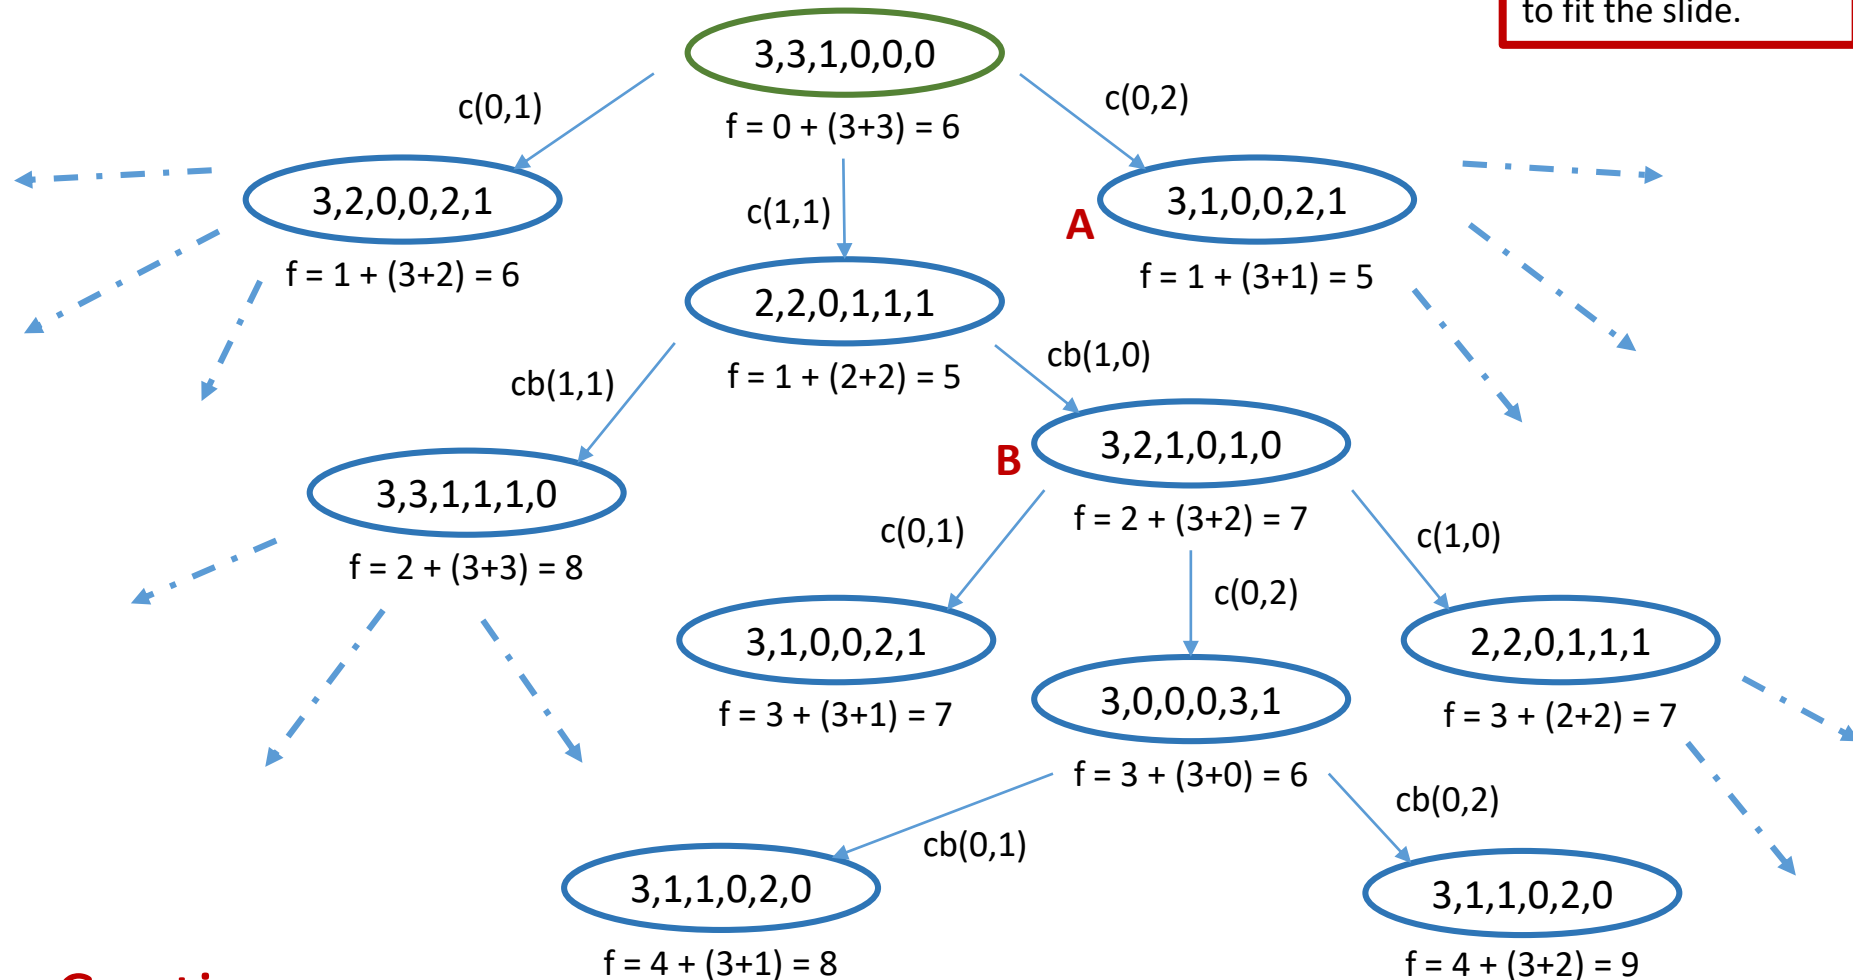 to fit the slide.
3,3,1,0,0,0
f = 0 + (3+3) = 6
c(0,1)
c(1,1)
c(0,2)
3,2,0,0,2,1
f = 1 + (3+2) = 6
A
3,1,0,0,2,1
f = 1 + (3+1) = 5
2,2,0,1,1,1
f = 1 + (2+2) = 5
cb(1,1)
cb(1,0)
3,3,1,1,1,0
f = 2 + (3+3) = 8
B
3,2,1,0,1,0
f = 2 + (3+2) = 7
c(0,1)
c(0,2)
c(1,0)
3,1,0,0,2,1
f = 3 + (3+1) = 7
3,0,0,0,3,1
f = 3 + (3+0) = 6
2,2,0,1,1,1
f = 3 + (2+2) = 7
cb(0,1)
cb(0,2)
3,1,1,0,2,0
f = 4 + (3+1) = 8
3,1,1,0,2,0
f = 4 + (3+2) = 9